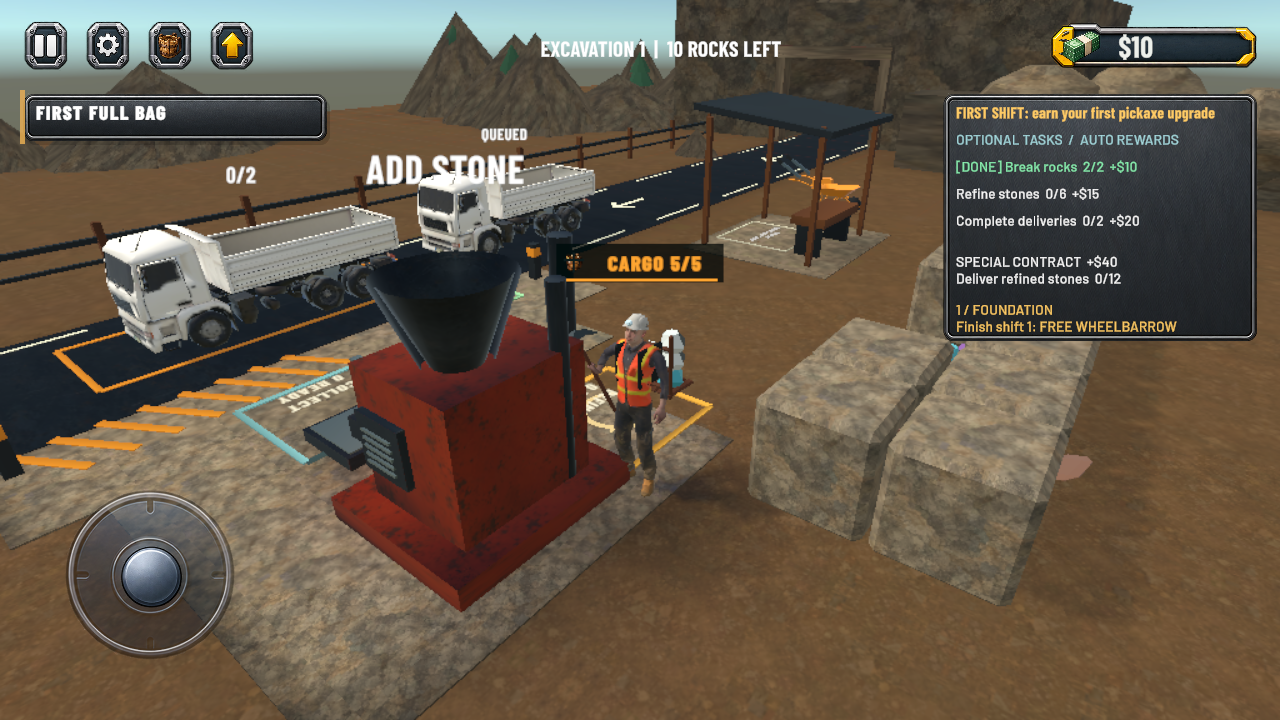 EXCAVATION 1 | 10 ROCKS LEFT
$10
FIRST FULL BAG
0/2
QUEUED
ADD STONE
CARGO 5/5
COLLECT
0 READY
FIRST SHIFT: earn your first pickaxe upgrade
OPTIONAL TASKS / AUTO REWARDS
[DONE] Break rocks 2/2 +$10
Refine stones 0/6 +$15
Complete deliveries 0/2 +$20
SPECIAL CONTRACT +$40
Deliver refined stones 0/12
1 / FOUNDATION
Finish shift 1: FREE WHEELBARROW